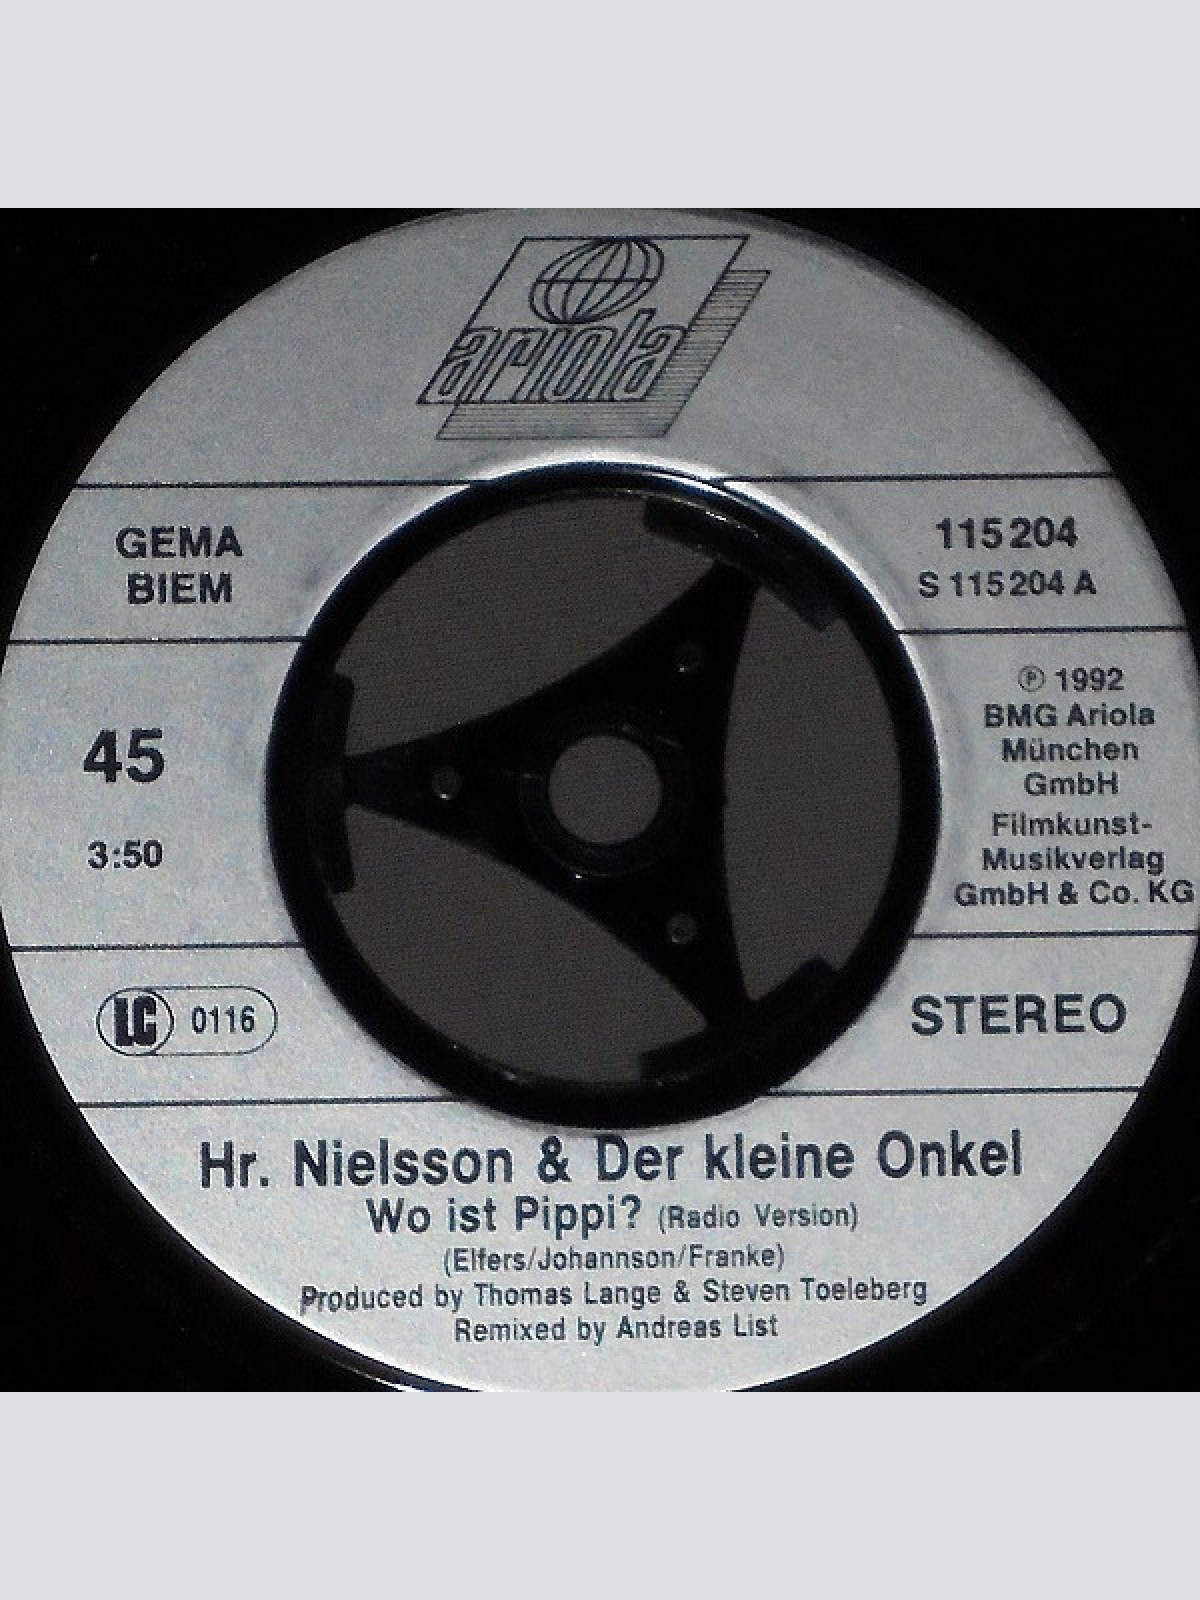 ariola
GEMA
BIEM
115 204
S 115 204 A
45
3:50
℗ 1992
BMG Ariola
München
GmbH
Filmkunst-
Musikverlag
GmbH & Co. KG
LC 0116
STEREO
Hr. Nielsson & Der kleine Onkel
Wo ist Pippi? (Radio Version)
(Elfers/Johannson/Franke)
Produced by Thomas Lange & Steven Toeleberg
Remixed by Andreas List